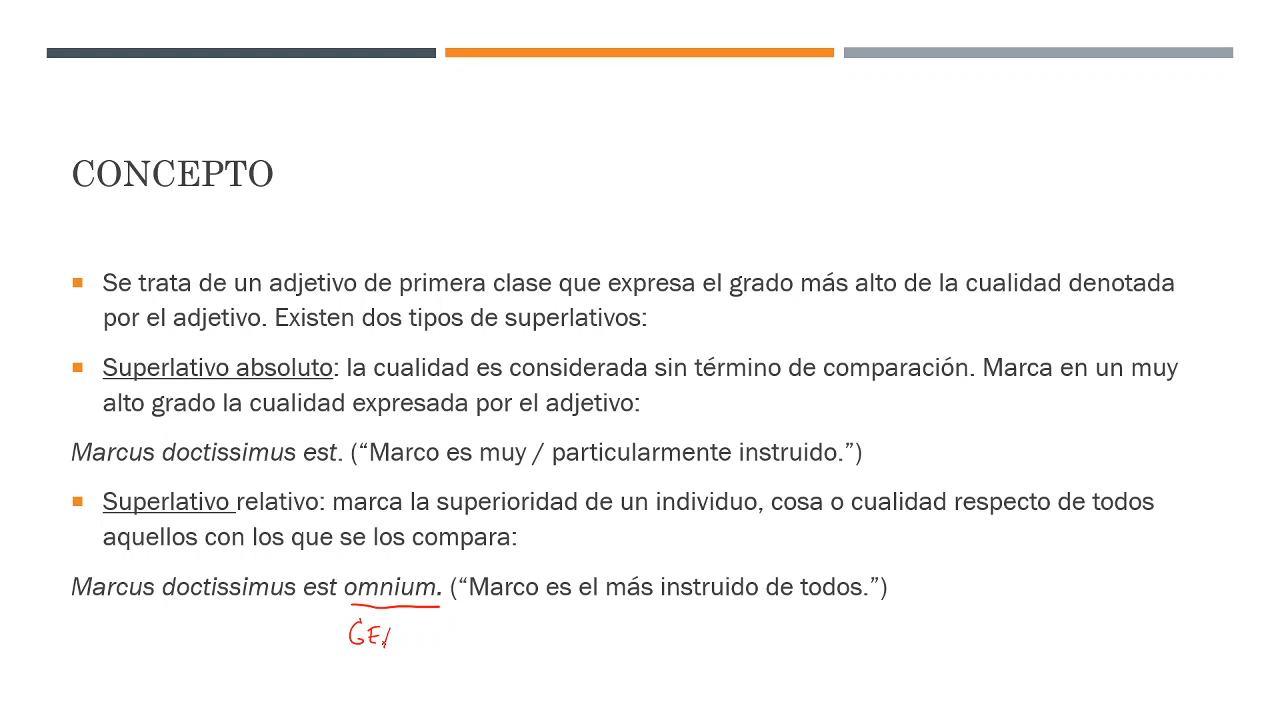 CONCEPTO
Se trata de un adjetivo de primera clase que expresa el grado más alto de la cualidad denotada
por el adjetivo. Existen dos tipos de superlativos:
Superlativo absoluto: la cualidad es considerada sin término de comparación. Marca en un muy
alto grado la cualidad expresada por el adjetivo:
Marcus doctissimus est. (“Marco es muy / particularmente instruido.”)
Superlativo relativo: marca la superioridad de un individuo, cosa o cualidad respecto de todos
aquellos con los que se los compara:
Marcus doctissimus est omnium. (“Marco es el más instruido de todos.”)
GE